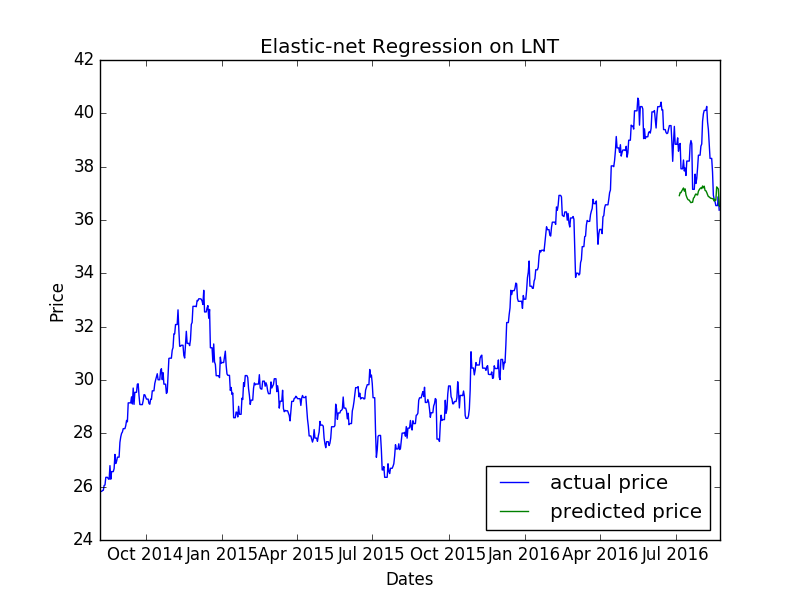 Elastic-net Regression on LNT
42
40
38
36
34
32
30
28
26
24
Price
actual price
predicted price
Oct 2014 Jan 2015 Apr 2015 Jul 2015 Oct 2015 Jan 2016 Apr 2016 Jul 2016
Dates